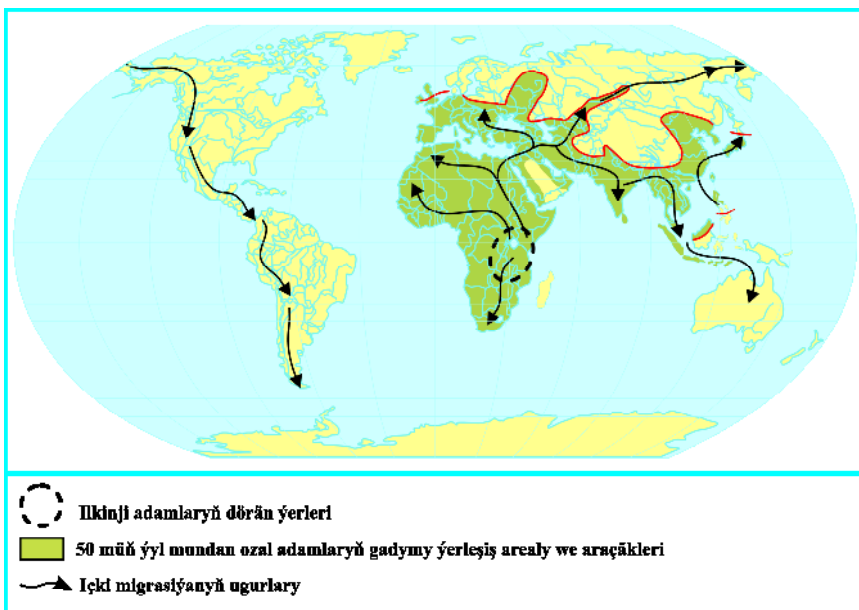 Ilkinji adamlaryň dörän ýerleri
50 müň ýyl mundan ozal adamlaryň gadymy ýerleşiş arealy we araçäkleri
Içki migrasiýanyň ugurlary